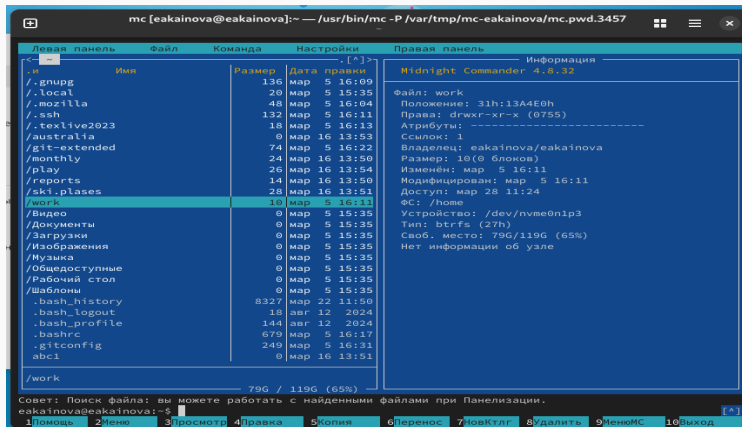 mc [eakainova@eakainova]:~ — /usr/bin/mc -P /var/tmp/mc-eakainova/mc.pwd.3457
~
Левая панель Файл Команда Настройки Правая панель
<— ~ .[^]>
.и Имя Размер Дата правки
/.gnupg 136 мар 5 16:09
/.local 20 мар 5 15:35
/.mozilla 48 мар 5 16:04
/.ssh 132 мар 5 16:11
/.texlive2023 18 мар 5 16:13
/australia 0 мар 16 13:53
/git-extended 74 мар 5 16:22
/monthly 24 мар 16 13:50
/play 26 мар 16 13:54
/reports 14 мар 16 13:50
/ski.plases 28 мар 16 13:51
/work 10 мар 5 16:11
/Видео 0 мар 5 15:35
/Документы 0 мар 5 15:35
/Загрузки 0 мар 5 15:35
/Изображения 0 мар 5 15:35
/Музыка 0 мар 5 15:35
/Общедоступные 0 мар 5 15:35
/Рабочий стол 0 мар 5 15:35
/Шаблоны 0 мар 5 15:35
.bash_history 8327 мар 22 11:50
.bash_logout 18 авг 12 2024
.bash_profile 144 авг 12 2024
.bashrc 679 мар 5 16:17
.gitconfig 249 мар 5 16:31
abc1 0 мар 16 13:51
/work
79G / 119G (65%)
Информация
Midnight Commander 4.8.32
Файл: work
Положение: 31h:13A4E0h
Права: drwxr-xr-x (0755)
Атрибуты: ------------------------
Ссылок: 1
Владелец: eakainova/eakainova
Размер: 10(0 блоков)
Изменён: мар 5 16:11
Модифицирован: мар 5 16:11
Доступ: мар 28 11:24
ФС: /home
Устройство: /dev/nvme0n1p3
Тип: btrfs (27h)
Своб. место: 79G/119G (65%)
Нет информации об узле
Совет: Поиск файла: вы можете работать с найденными файлами при Панелизации.
eakainova@eakainova:~$ [^]
1Помощь 2Меню 3Просмотр 4Правка 5Копия 6Перенос 7НовКтлг 8Удалить 9МенюMC 10Выход